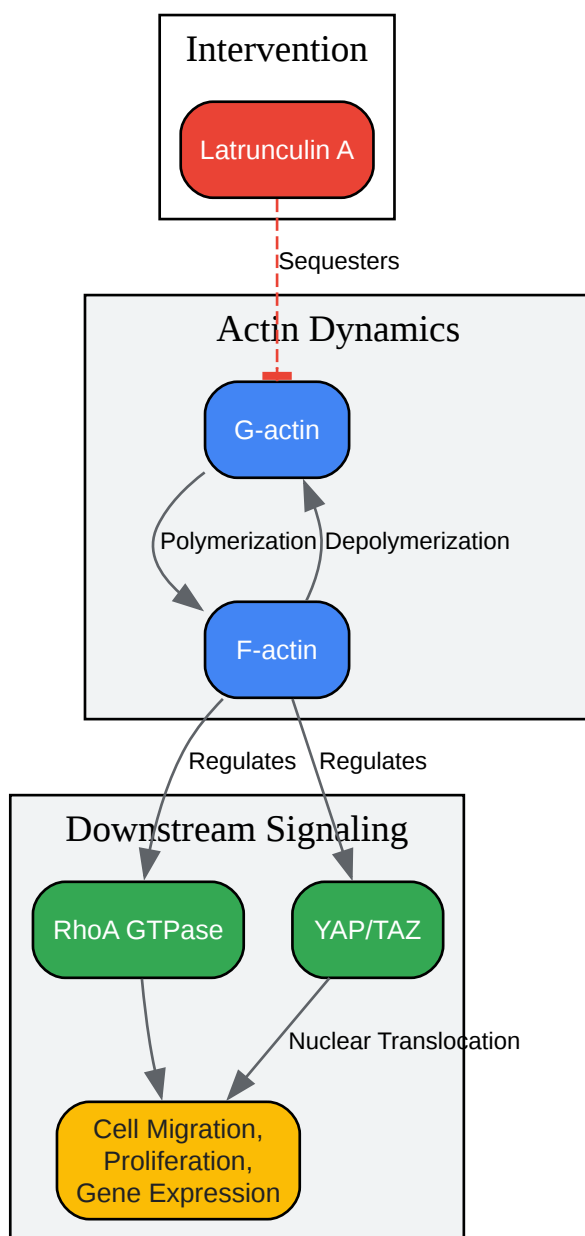 Intervention
Latrunculin A
Sequesters
Actin Dynamics
G-actin
Polymerization
Depolymerization
F-actin
Regulates
Regulates
Downstream Signaling
RhoA GTPase
YAP/TAZ
Nuclear Translocation
Cell Migration,
Proliferation,
Gene Expression